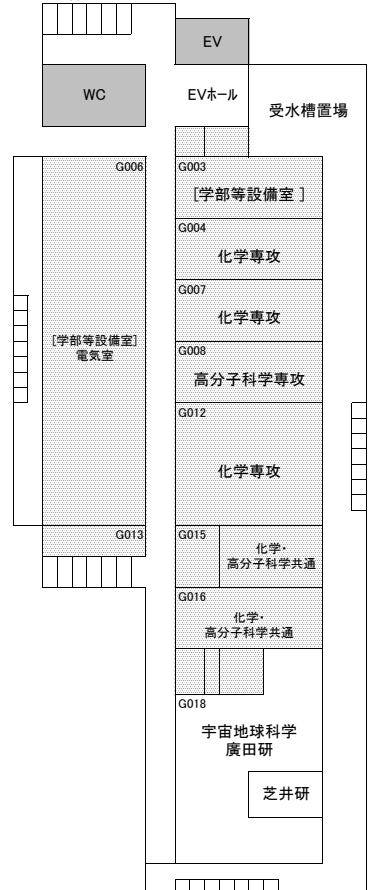 EV
WC
EVホール
受水槽置場
G006
G003
[学部等設備室 ]
G004
化学専攻
G007
化学専攻
[学部等設備室]
電気室
G008
高分子科学専攻
G012
化学専攻
G013
G015
化学・
高分子科学共通
G016
化学・
高分子科学共通
G018
宇宙地球科学
廣田研
芝井研